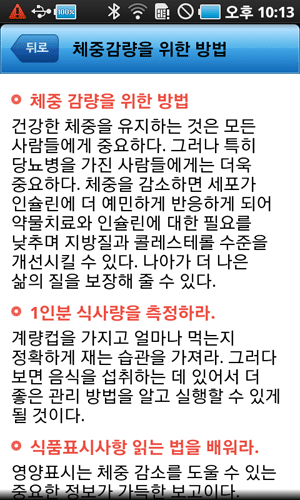 100%
오후 10:13
뒤로
체중감량을 위한 방법
체중 감량을 위한 방법
건강한 체중을 유지하는 것은 모든
사람들에게 중요하다. 그러나 특히
당뇨병을 가진 사람들에게는 더욱
중요하다. 체중을 감소하면 세포가
인슐린에 더 예민하게 반응하게 되어
약물치료와 인슐린에 대한 필요를
낮추며 지방질과 콜레스테롤 수준을
개선시킬 수 있다. 나아가 더 나은
삶의 질을 보장해 줄 수 있다.
1인분 식사량을 측정하라.
계량컵을 가지고 얼마나 먹는지
정확하게 재는 습관을 가져라. 그러다
보면 음식을 섭취하는 데 있어서 더
좋은 관리 방법을 알고 실행할 수 있게
될 것이다.
식품표시사항 읽는 법을 배워라.
영양표시는 체중 감소를 도울 수 있는
중요한 정보가 가득한 보고이다.